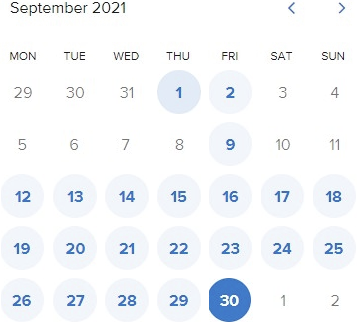 September 2021
MON TUE WED THU FRI SAT SUN
29 30 31 1 2 3 4
5 6 7 8 9 10 11
12 13 14 15 16 17 18
19 20 21 22 23 24 25
26 27 28 29 30 1 2